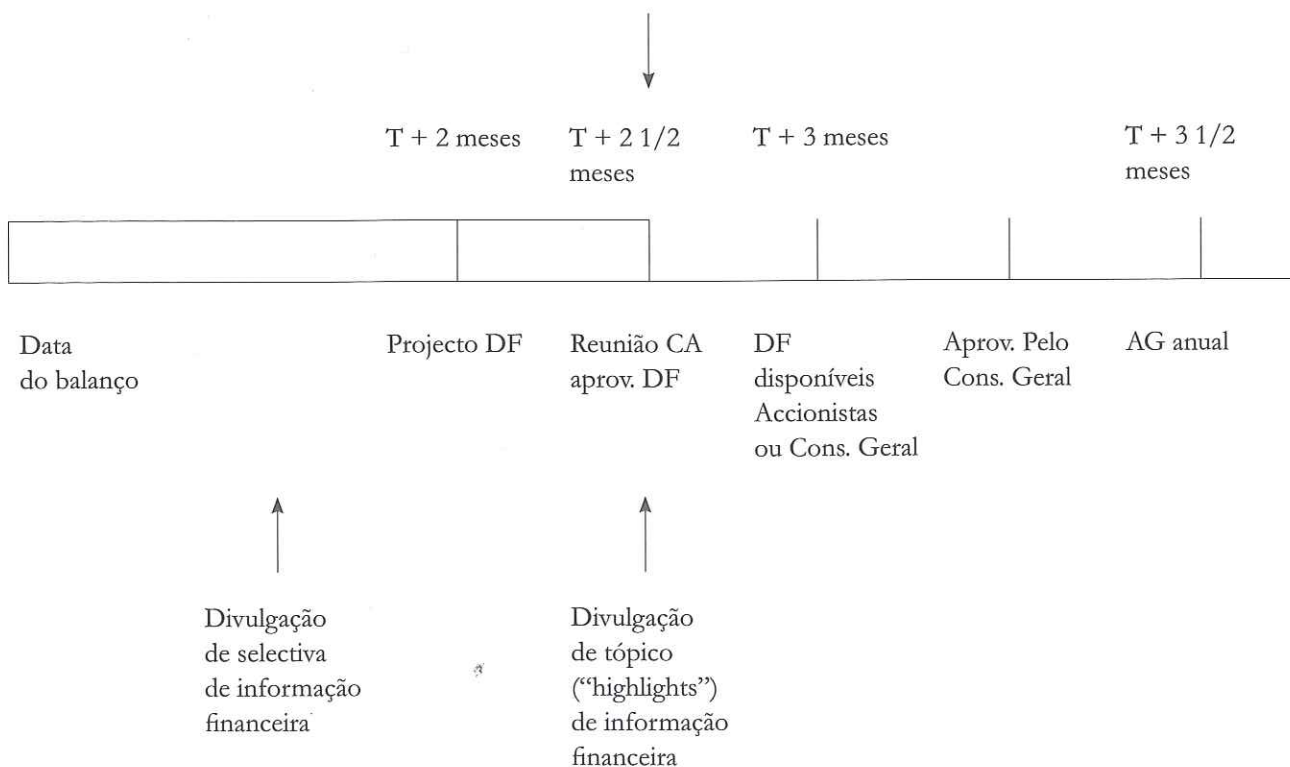 T + 2 meses
T + 2 1/2
meses
T + 3 meses
T + 3 1/2
meses
Data
do balanço
Projecto DF
Reunião CA
aprov. DF
DF
disponíveis
Accionistas
ou Cons. Geral
Aprov. Pelo
Cons. Geral
AG anual
Divulgação
de selectiva
de informação
financeira
Divulgação
de tópico
(“highlights”)
de informação
financeira